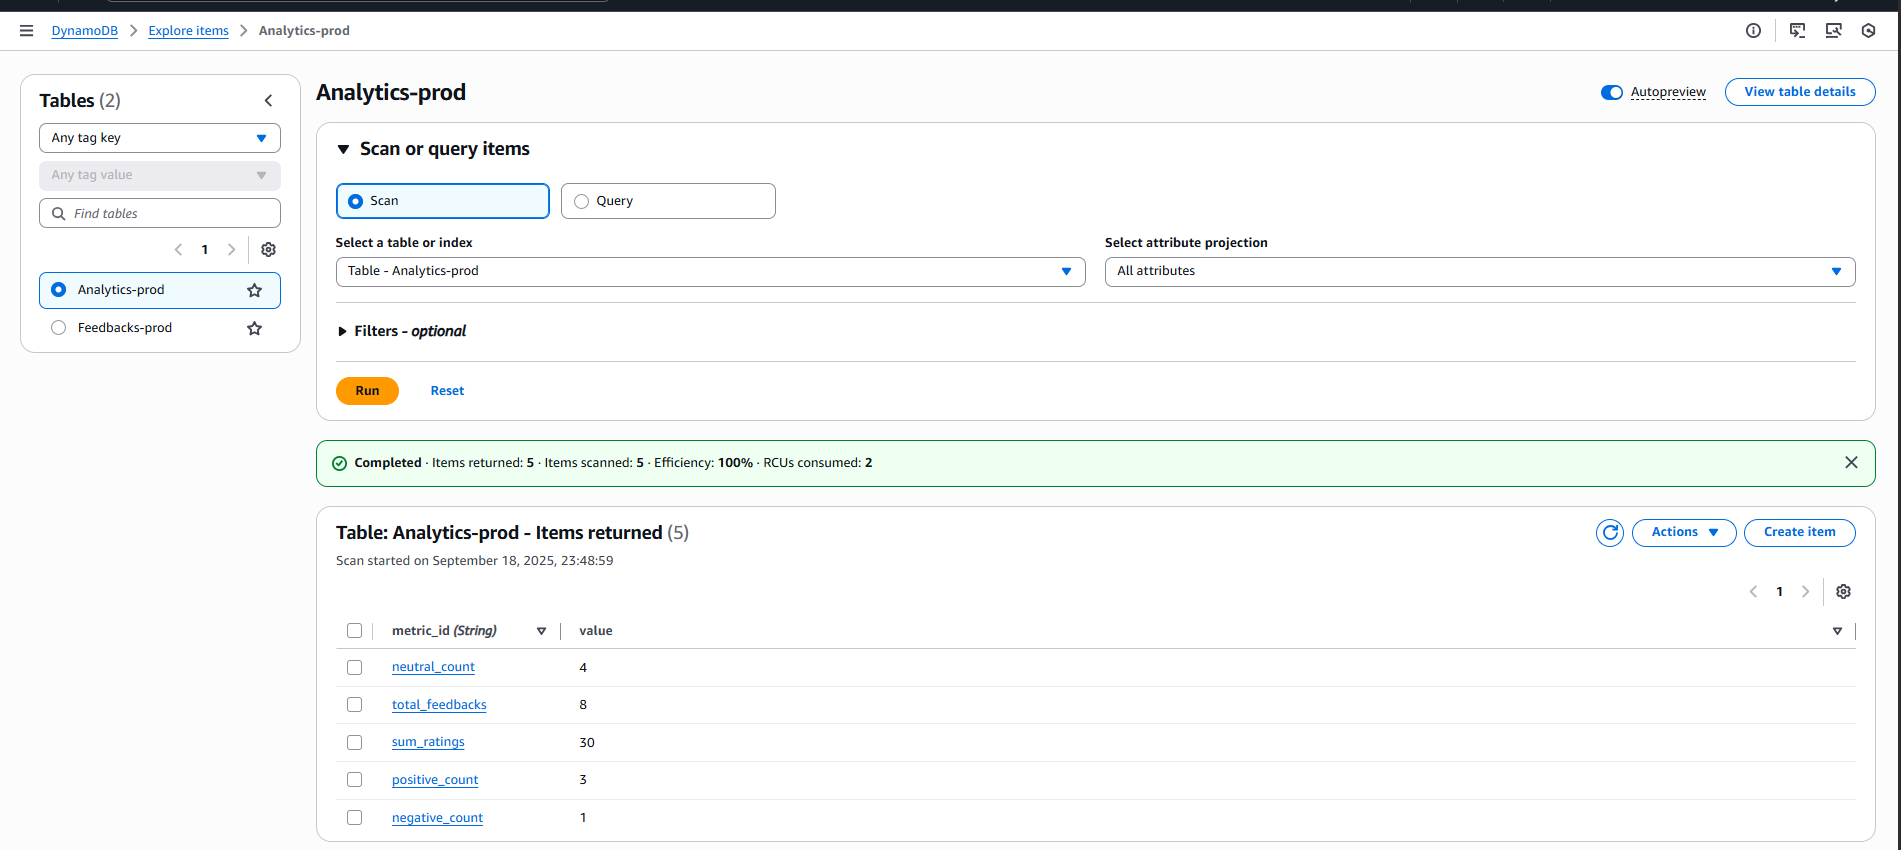 DynamoDB > Explore items > Analytics-prod
Tables (2)
Any tag key
Any tag value
Find tables
1
Analytics-prod
Feedbacks-prod
Analytics-prod
Autopreview
View table details
Scan or query items
Scan
Query
Select a table or index
Table - Analytics-prod
Select attribute projection
All attributes
Filters - optional
Run Reset
Completed · Items returned: 5 · Items scanned: 5 · Efficiency: 100% · RCUs consumed: 2
Table: Analytics-prod - Items returned (5)
Actions
Create item
Scan started on September 18, 2025, 23:48:59
1
metric_id (String) value
neutral_count 4
total_feedbacks 8
sum_ratings 30
positive_count 3
negative_count 1